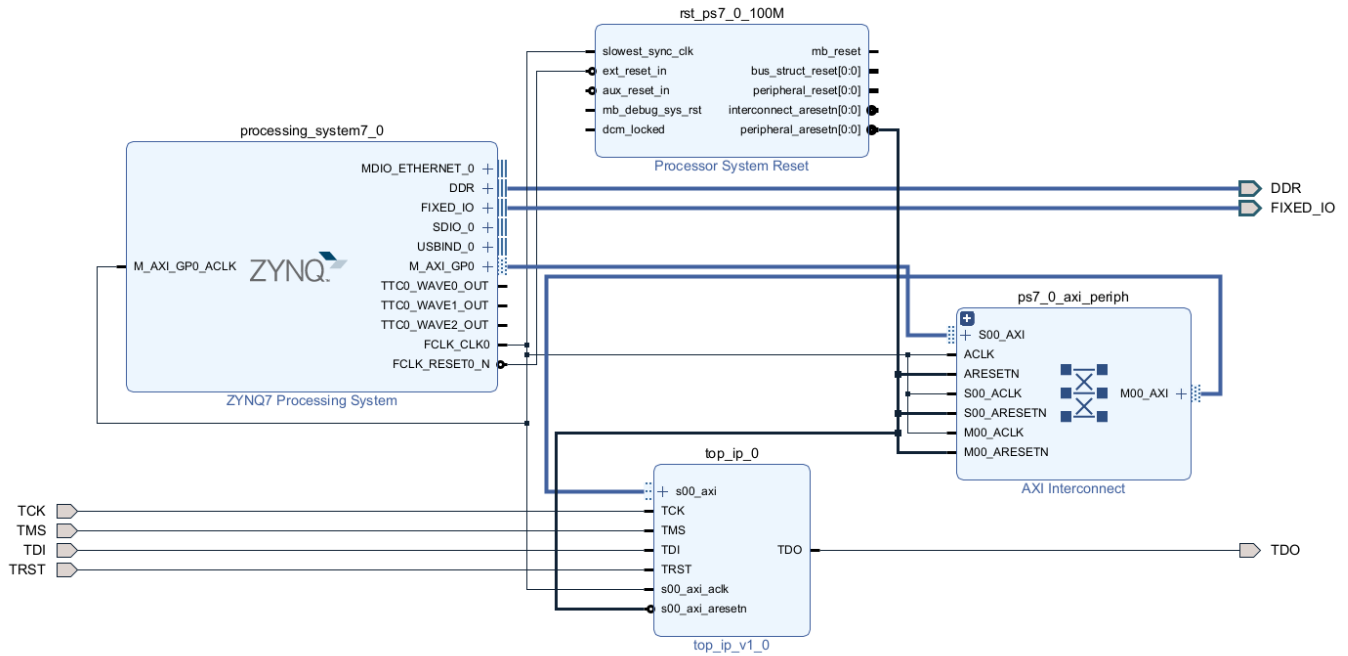 rst_ps7_0_100M
slowest_sync_clk
ext_reset_in
aux_reset_in
mb_debug_sys_rst
dcm_locked
mb_reset
bus_struct_reset[0:0]
peripheral_reset[0:0]
interconnect_aresetn[0:0]
peripheral_aresetn[0:0]
Processor System Reset
processing_system7_0
M_AXI_GP0_ACLK
ZYNQ
MDIO_ETHERNET_0
DDR
FIXED_IO
SDIO_0
USBIND_0
M_AXI_GP0
TTC0_WAVE0_OUT
TTC0_WAVE1_OUT
TTC0_WAVE2_OUT
FCLK_CLK0
FCLK_RESET0_N
ZYNQ7 Processing System
DDR
FIXED_IO
ps7_0_axi_periph
S00_AXI
ACLK
ARESETN
S00_ACLK
S00_ARESETN
M00_ACLK
M00_ARESETN
M00_AXI
AXI Interconnect
TCK
TMS
TDI
TRST
top_ip_0
s00_axi
TCK
TMS
TDI
TRST
s00_axi_aclk
s00_axi_aresetn
TDO
top_ip_v1_0
TDO